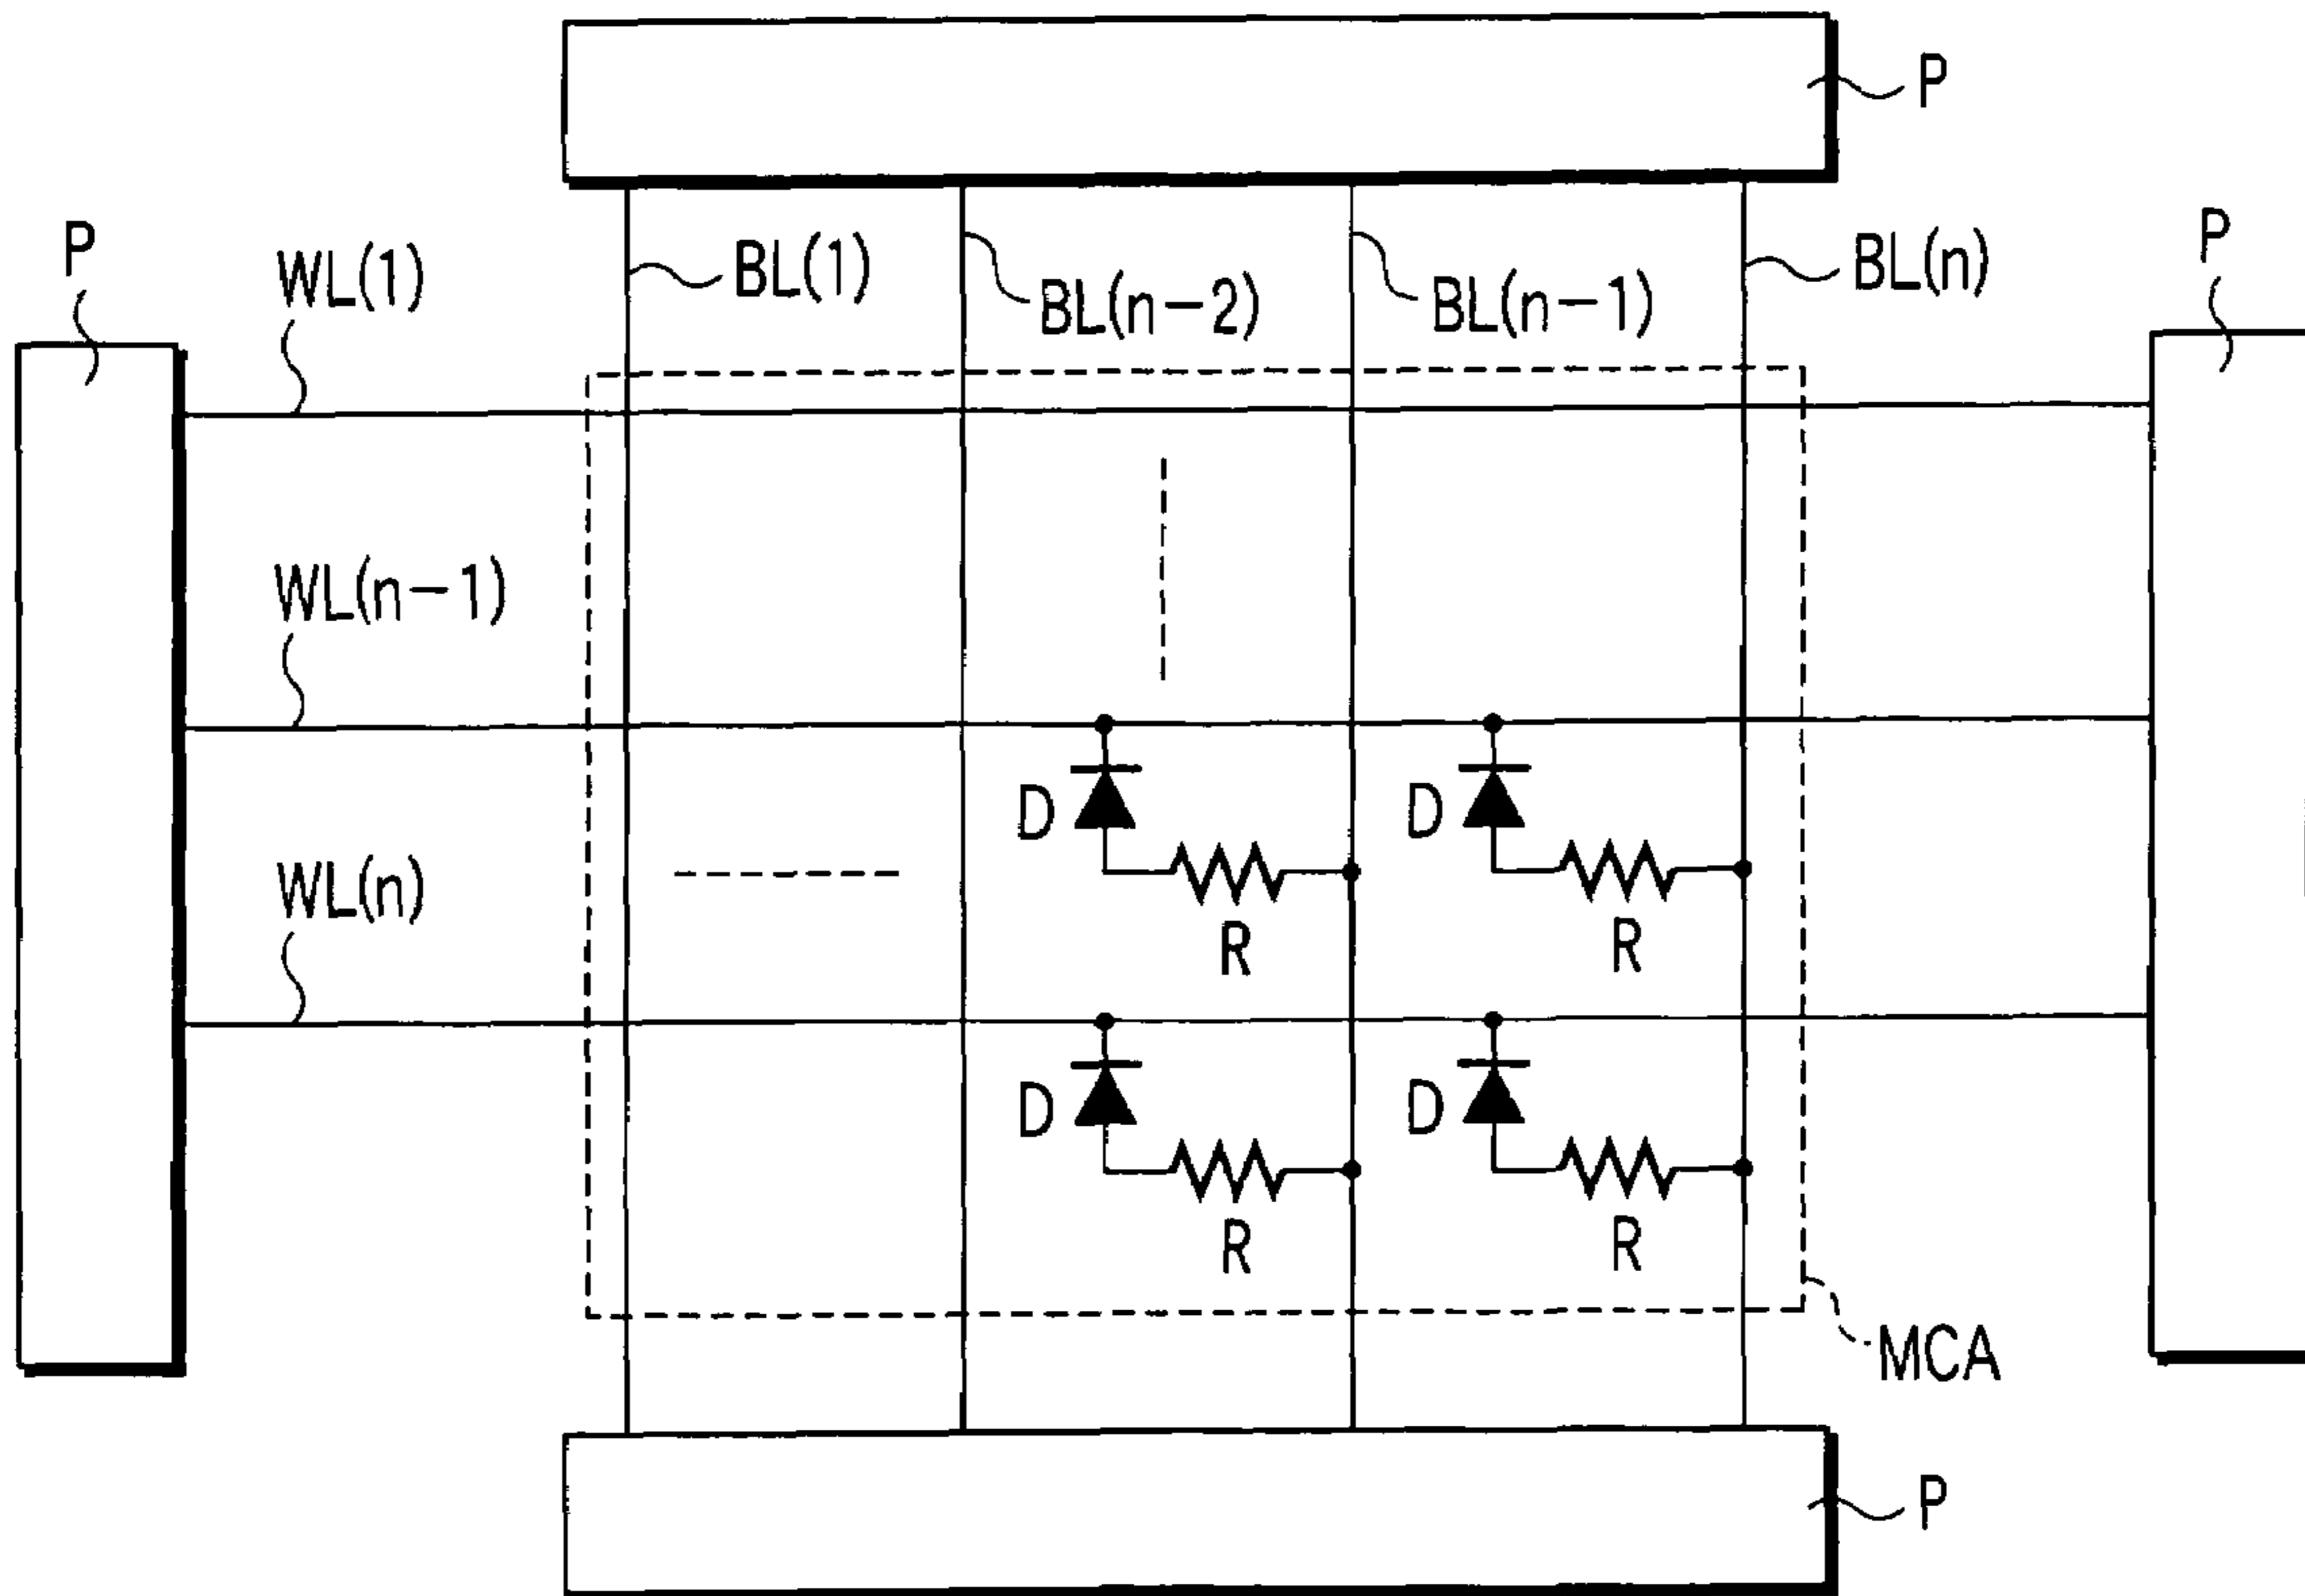 P
P
WL(1)
BL(1)
BL(n-2)
BL(n-1)
BL(n)
P
WL(n-1)
D
D
WL(n)
R
R
D
D
R
R
MCA
P